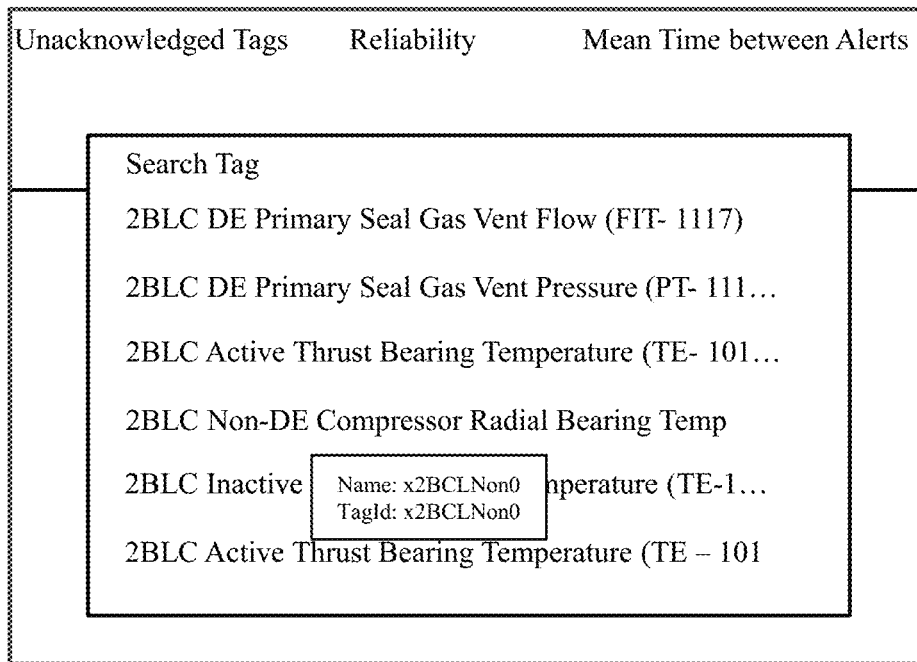 Unacknowledged Tags Reliability Mean Time between Alerts
Search Tag
2BLC DE Primary Seal Gas Vent Flow (FIT- 1117)
2BLC DE Primary Seal Gas Vent Pressure (PT- 111…
2BLC Active Thrust Bearing Temperature (TE- 101…
2BLC Non-DE Compressor Radial Bearing Temp
2BLC Inactive nperature (TE-1…
Name: x2BCLNon0
TagId: x2BCLNon0
2BLC Active Thrust Bearing Temperature (TE – 101